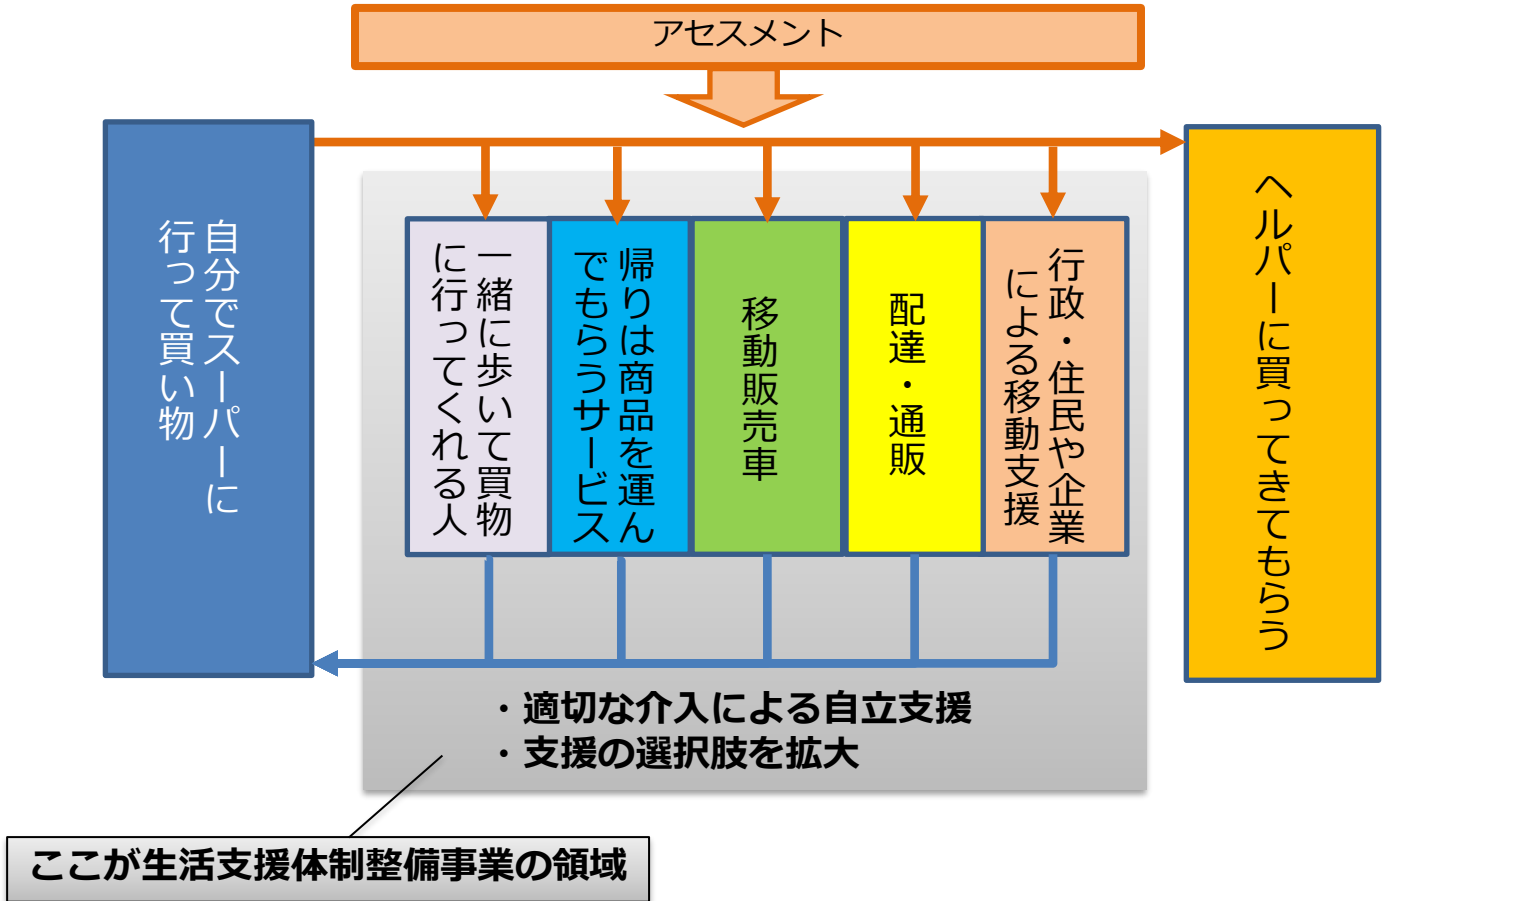 アセスメント
自分でスーパーに
行って買い物
一緒に歩いて買物
に行ってくれる人
帰りは商品を運ん
でもらうサービス
移動販売車
配達・通販
行政・住民や企業
による移動支援
ヘルパーに買ってきてもらう
・適切な介入による自立支援
・支援の選択肢を拡大
ここが生活支援体制整備事業の領域